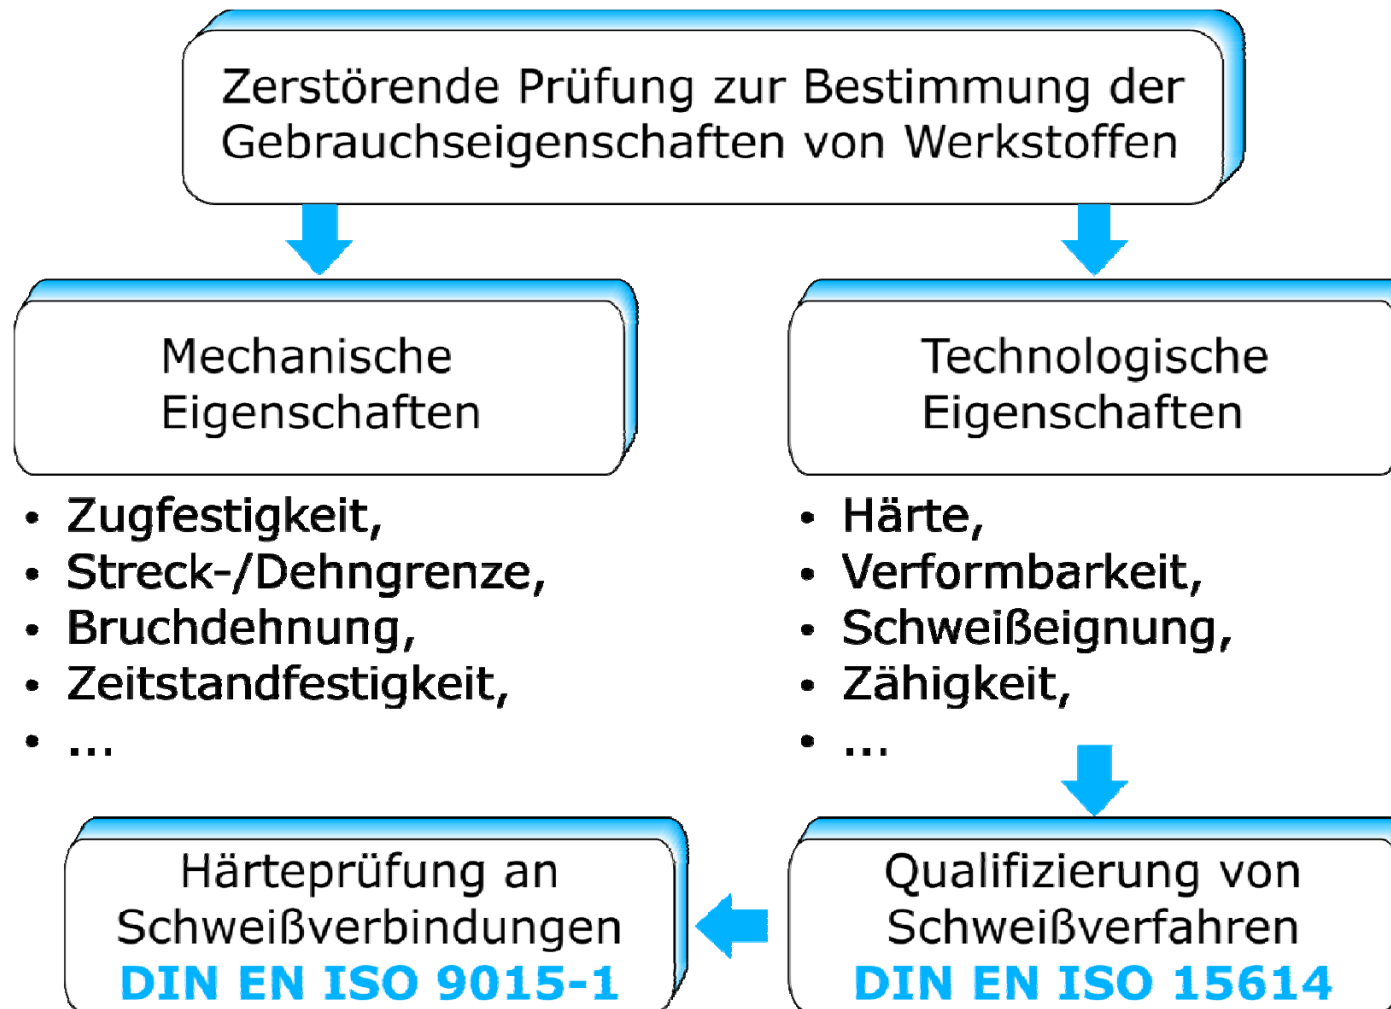 Zerstörende Prüfung zur Bestimmung der
Gebrauchseigenschaften von Werkstoffen
Mechanische
Eigenschaften
• Zugfestigkeit,
• Streck-/Dehngrenze,
• Bruchdehnung,
• Zeitstandfestigkeit,
• ...
Technologische
Eigenschaften
• Härte,
• Verformbarkeit,
• Schweißeignung,
• Zähigkeit,
• ...
Qualifizierung von
Schweißverfahren
DIN EN ISO 15614
Härteprüfung an
Schweißverbindungen
DIN EN ISO 9015-1